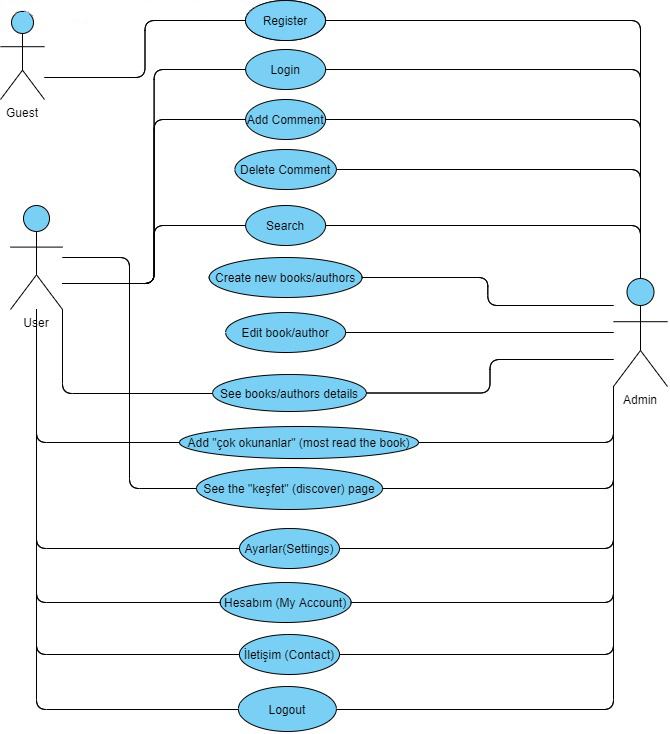 Guest
Register
Login
Add Comment
Delete Comment
Search
User
Create new books/authors
Edit book/author
Admin
See books/authors details
Add "çok okunanlar" (most read the book)
See the "keşfet" (discover) page
Ayarlar(Settings)
Hesabım (My Account)
İletişim (Contact)
Logout